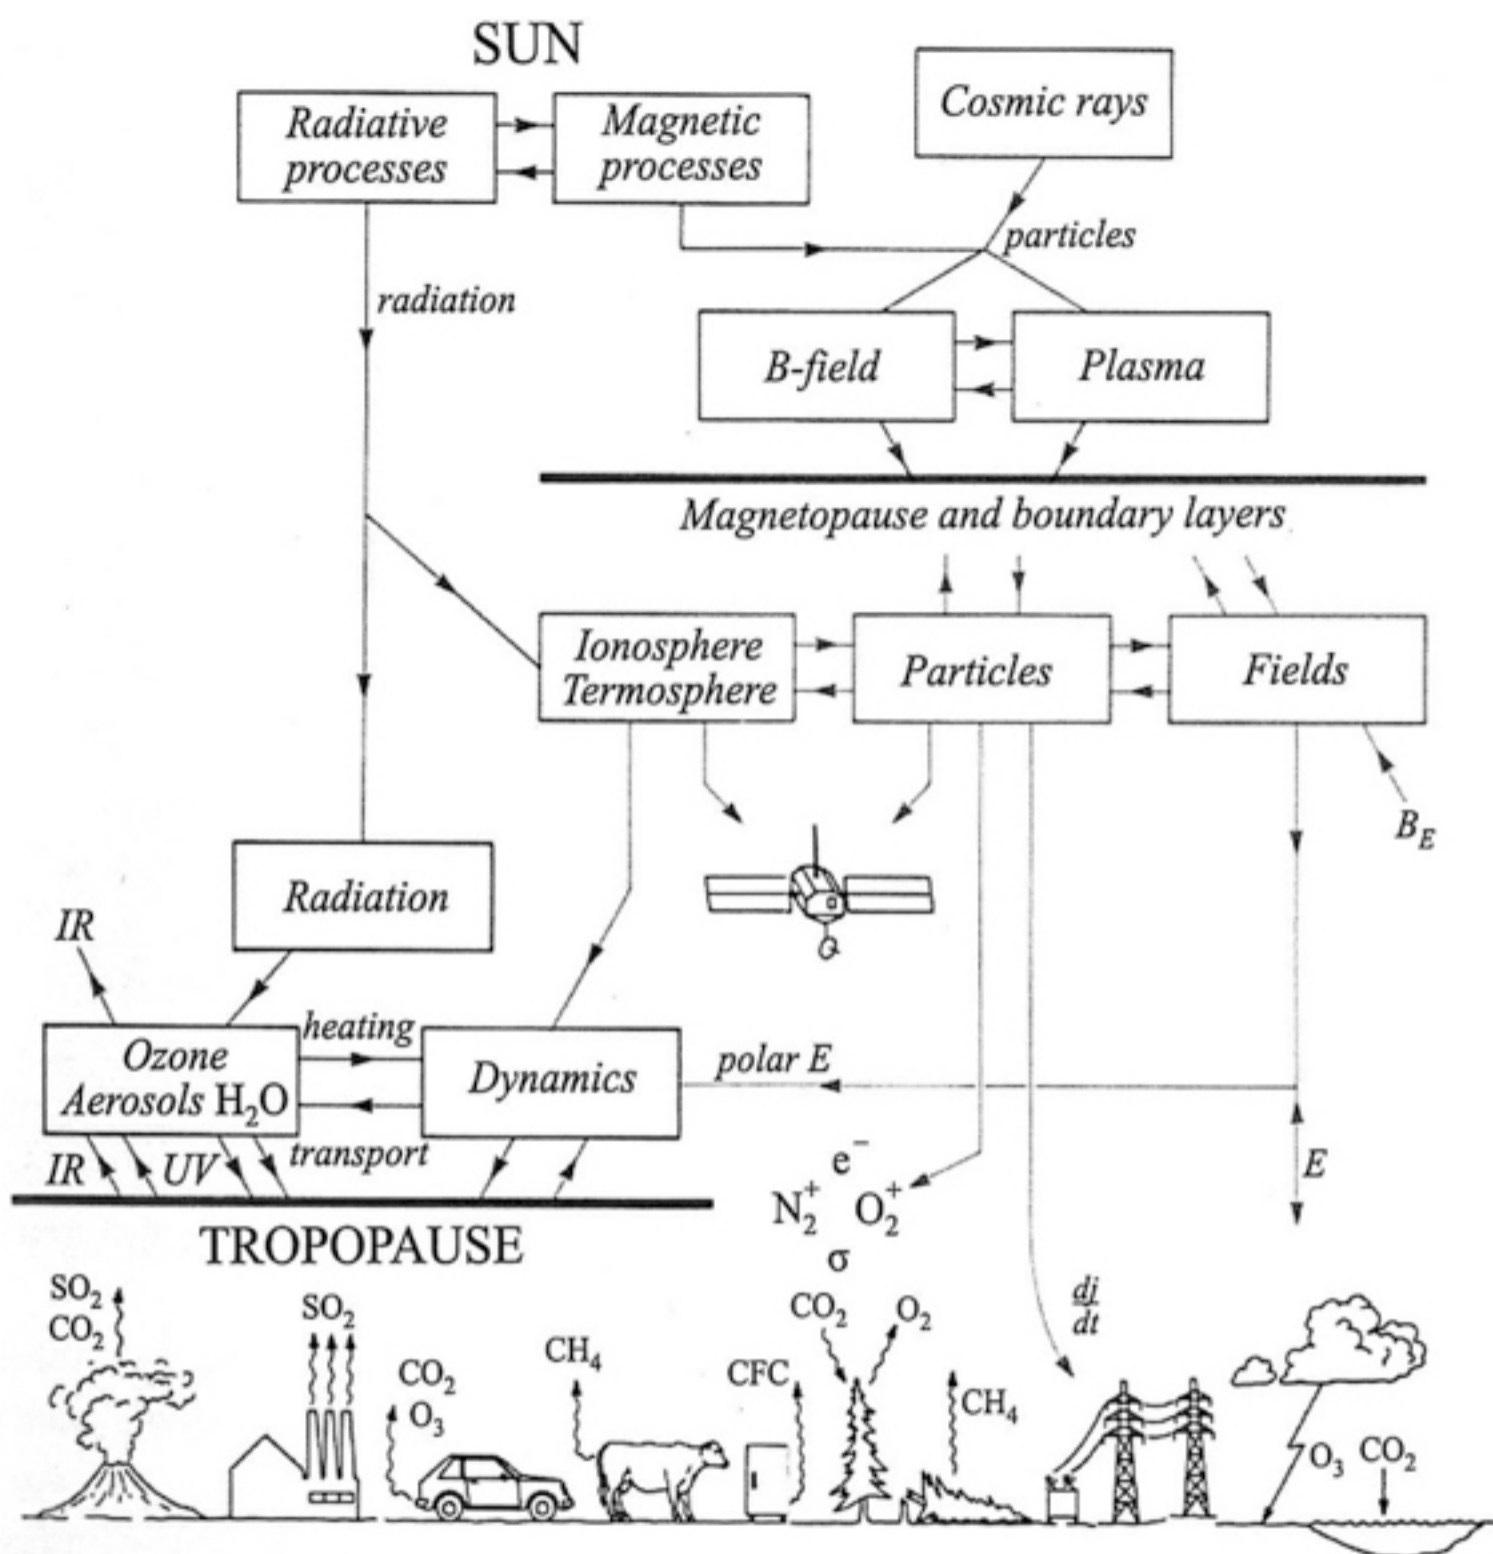 SUN
Cosmic rays
Radiative
processes
Magnetic
processes
particles
radiation
B-field
Plasma
Magnetopause and boundary layers
Ionosphere
Termosphere
Particles
Fields
B_E
Radiation
IR
heating
Ozone
Aerosols H₂O
Dynamics
polar E
IR
UV
transport
E
e⁻
N₂⁺ O₂⁺
σ
TROPOPAUSE
SO₂
CO₂
SO₂
CO₂
O₃
CH₄
CFC
CO₂
O₂
CH₄
dj
dt
O₃
CO₂